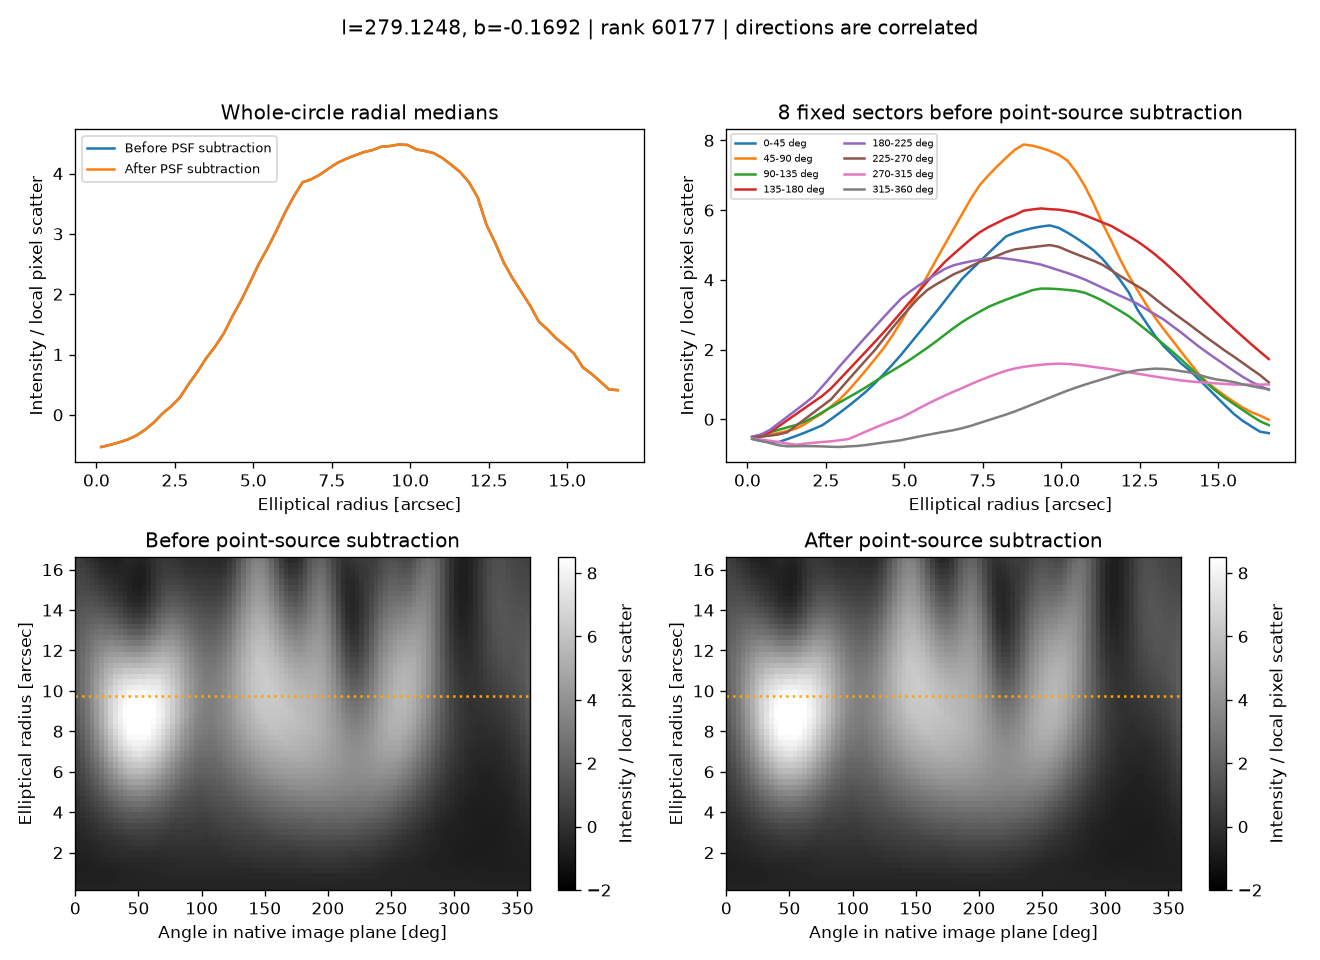 l=279.1248, b=-0.1692 | rank 60177 | directions are correlated
Whole-circle radial medians
Before PSF subtraction
After PSF subtraction
Intensity / local pixel scatter
4
3
2
1
0
0.0 2.5 5.0 7.5 10.0 12.5 15.0
Elliptical radius [arcsec]
8 fixed sectors before point-source subtraction
0-45 deg
45-90 deg
90-135 deg
135-180 deg
180-225 deg
225-270 deg
270-315 deg
315-360 deg
Intensity / local pixel scatter
8
6
4
2
0
0.0 2.5 5.0 7.5 10.0 12.5 15.0
Elliptical radius [arcsec]
Before point-source subtraction
Elliptical radius [arcsec]
16
14
12
10
8
6
4
2
0 50 100 150 200 250 300 350
Angle in native image plane [deg]
8
6
4
2
0
−2
Intensity / local pixel scatter
After point-source subtraction
Elliptical radius [arcsec]
16
14
12
10
8
6
4
2
0 50 100 150 200 250 300 350
Angle in native image plane [deg]
8
6
4
2
0
−2
Intensity / local pixel scatter